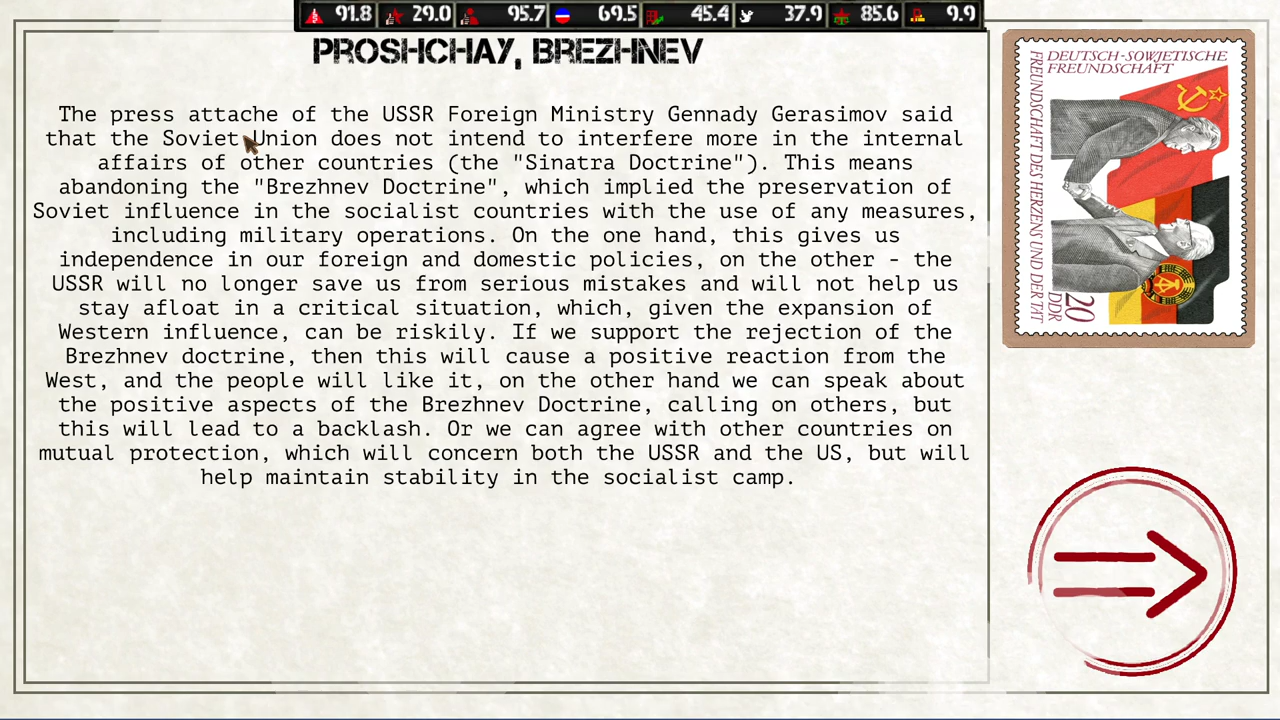 91.8 29.0 95.7 69.5 45.4 37.9 85.6 9.9
PROSHCHAY, BREZHNEV
The press attache of the USSR Foreign Ministry Gennady Gerasimov said
that the Soviet Union does not intend to interfere more in the internal
affairs of other countries (the "Sinatra Doctrine"). This means
abandoning the "Brezhnev Doctrine", which implied the preservation of
Soviet influence in the socialist countries with the use of any measures,
including military operations. On the one hand, this gives us
independence in our foreign and domestic policies, on the other - the
USSR will no longer save us from serious mistakes and will not help us
stay afloat in a critical situation, which, given the expansion of
Western influence, can be riskily. If we support the rejection of the
Brezhnev doctrine, then this will cause a positive reaction from the
West, and the people will like it, on the other hand we can speak about
the positive aspects of the Brezhnev Doctrine, calling on others, but
this will lead to a backlash. Or we can agree with other countries on
mutual protection, which will concern both the USSR and the US, but will
help maintain stability in the socialist camp.
DEUTSCH-SOWJETISCHE
FREUNDSCHAFT
FREUNDSCHAFT DES HERZENS UND DER TAT
DDR
20